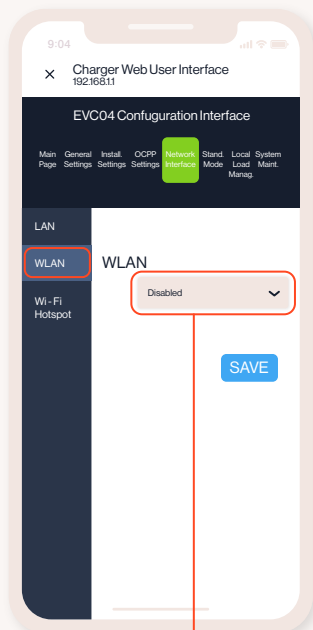 9:04
Charger Web User Interface
192.168.1.1
EVC04 Confuguration Interface
Main Page
General Settings
Install. Settings
OCPP Settings
Network Interface
Stand. Mode
Local Load Manag.
System Maint.
LAN
WLAN
Wi-Fi
Hotspot
WLAN
Disabled
SAVE